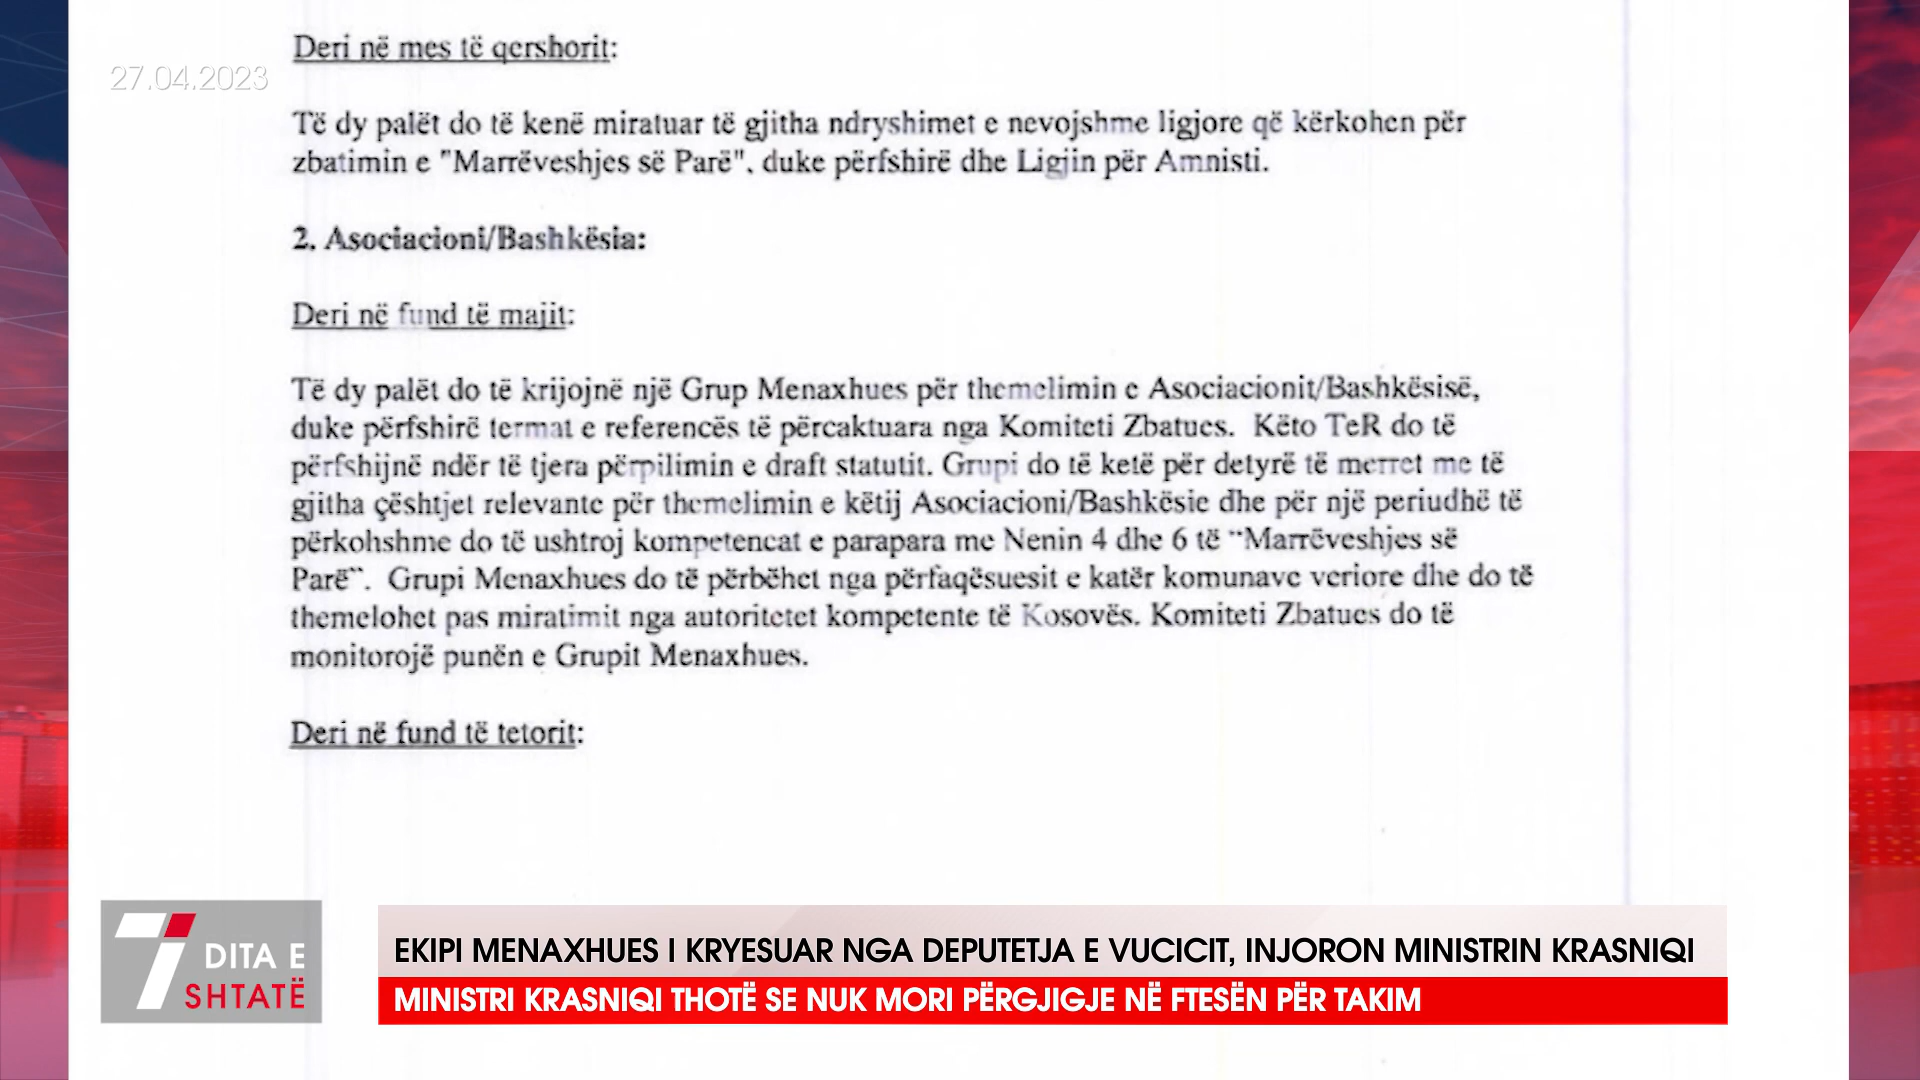 27.04.2023
Deri në mes të qershorit:
Të dy palët do të kenë miratuar të gjitha ndryshimet e nevojshme ligjore që kërkohen për
zbatimin e "Marrëveshjes së Parë", duke përfshirë dhe Ligjin për Amnisti.
2. Asociacioni/Bashkësia:
Deri në fund të majit:
Të dy palët do të krijojnë një Grup Menaxhues për themelimin e Asociacionit/Bashkësisë,
duke përfshirë termat e referencës të përcaktuara nga Komiteti Zbatues. Këto TeR do të
përfshijnë ndër të tjera përpilimin e draft statutit. Grupi do të ketë për detyrë të merret me të
gjitha çështjet relevante për themelimin e këtij Asociacioni/Bashkësie dhe për një periudhë të
përkohshme do të ushtroj kompetencat e parapara me Nenin 4 dhe 6 të “Marrëveshjes së
Parë“. Grupi Menaxhues do të përbëhet nga përfaqësuesit e katër komunave veriore dhe do të
themelohet pas miratimit nga autoritetet kompetente të Kosovës. Komiteti Zbatues do të
monitorojë punën e Grupit Menaxhues.
Deri në fund të tetorit:
7 DITA E
SHTATË
EKIPI MENAXHUES I KRYESUAR NGA DEPUTETJA E VUCICIT, INJORON MINISTRIN KRASNIQI
MINISTRI KRASNIQI THOTË SE NUK MORI PËRGJIGJE NË FTESËN PËR TAKIM